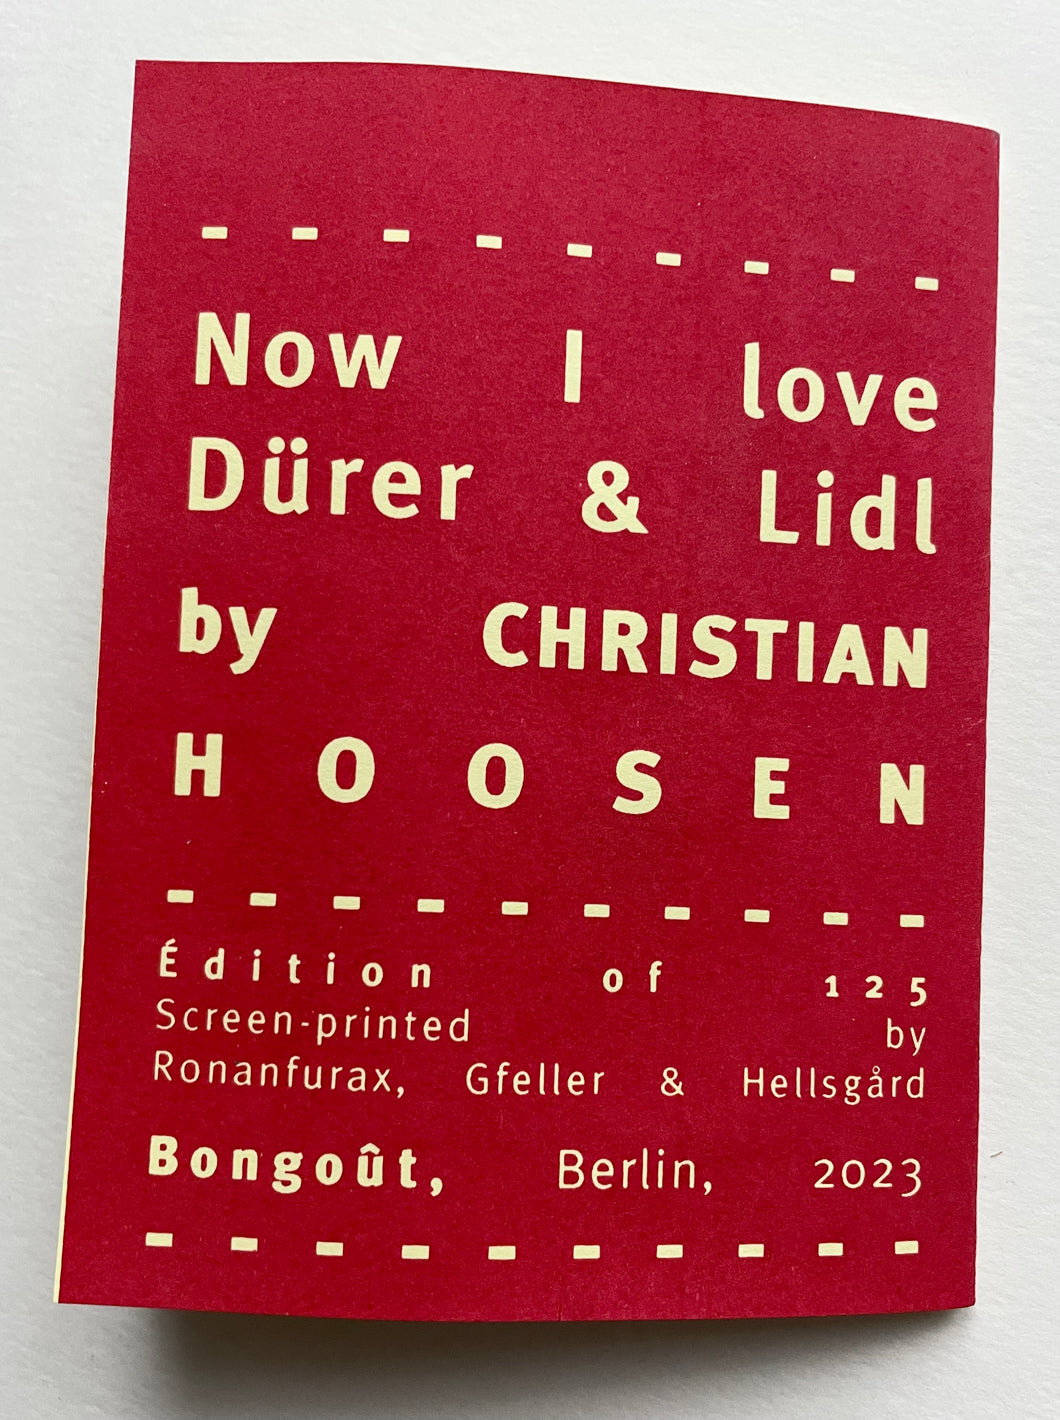 - - - - - - - - -
Now I love
Dürer & Lidl
by CHRISTIAN
HOOSEN
- - - - - - - - - -
Édition of 125
Screen-printed by
Ronanfurax, Gfeller & Hellsgård
Bongoût, Berlin, 2023
- - - - - - - - - -